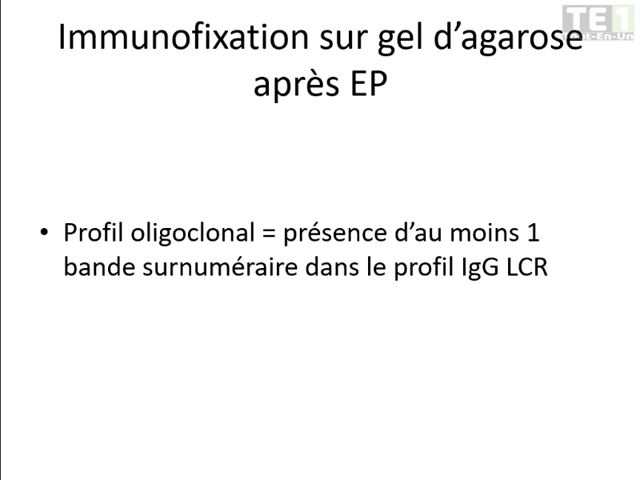 TE1
Immunofixation sur gel d’agarose
après EP
• Profil oligoclonal = présence d’au moins 1
bande surnuméraire dans le profil IgG LCR